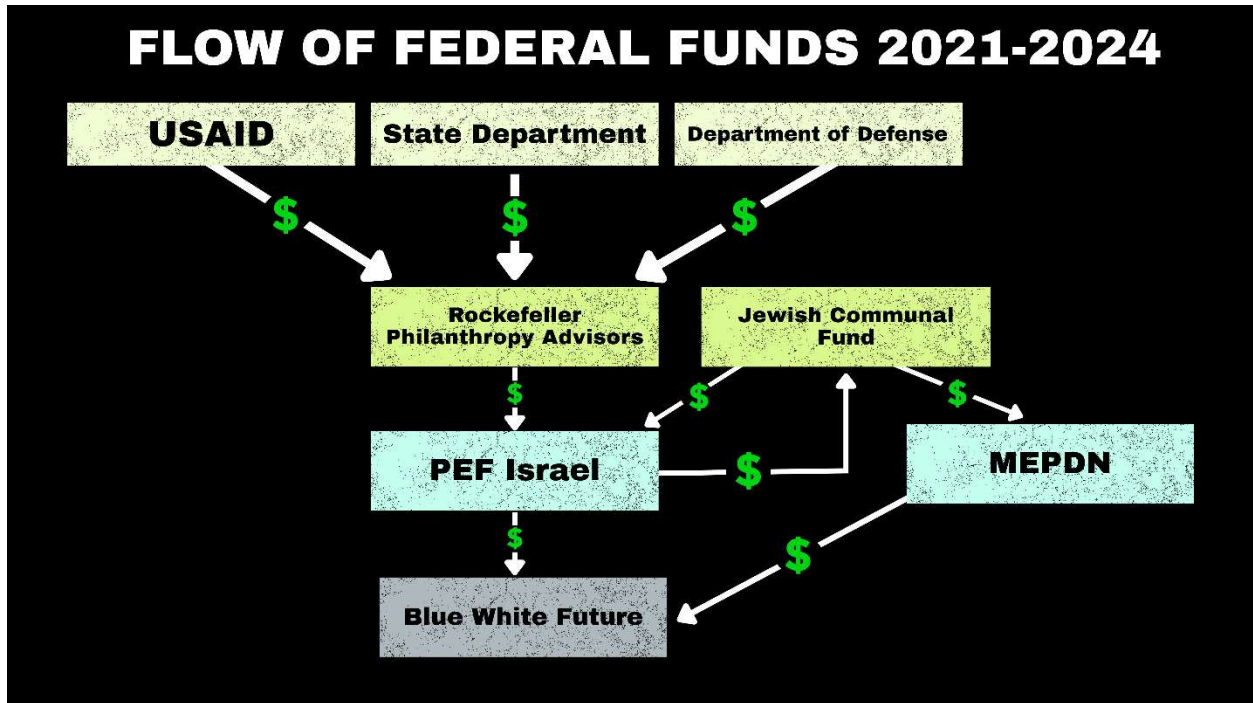 FLOW OF FEDERAL FUNDS 2021-2024
USAID
State Department
Department of Defense
$
$
$
Rockefeller
Philanthropy Advisors
Jewish Communal
Fund
$
$
$
PEF Israel
$
MEPDN
$
$
Blue White Future